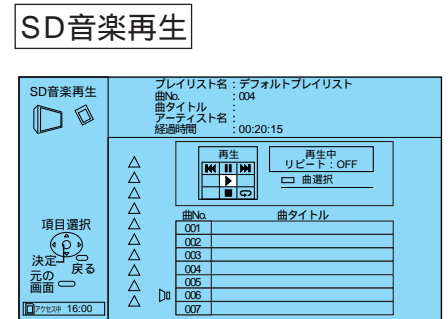 SD音楽再生
SD音楽再生
プレイリスト名：デフォルトプレイリスト
曲No. ：004
曲タイトル ：
アーティスト名：
経過時間 ：00:20:15
再生
再生中
リピート：OFF
曲選択
曲No. 曲タイトル
001
002
003
004
005
006
007
項目選択
決定
戻る
元の
画面
アクセス中 16:00